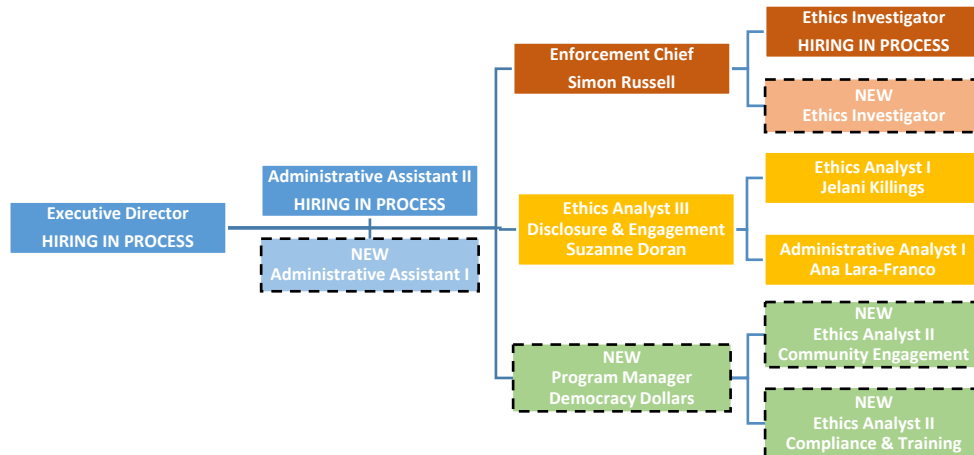 Executive Director
HIRING IN PROCESS
Administrative Assistant II
HIRING IN PROCESS
NEW
Administrative Assistant I
Enforcement Chief
Simon Russell
Ethics Investigator
HIRING IN PROCESS
NEW
Ethics Investigator
Ethics Analyst III
Disclosure & Engagement
Suzanne Doran
Ethics Analyst I
Jelani Killings
Administrative Analyst I
Ana Lara-Franco
NEW
Program Manager
Democracy Dollars
NEW
Ethics Analyst II
Community Engagement
NEW
Ethics Analyst II
Compliance & Training